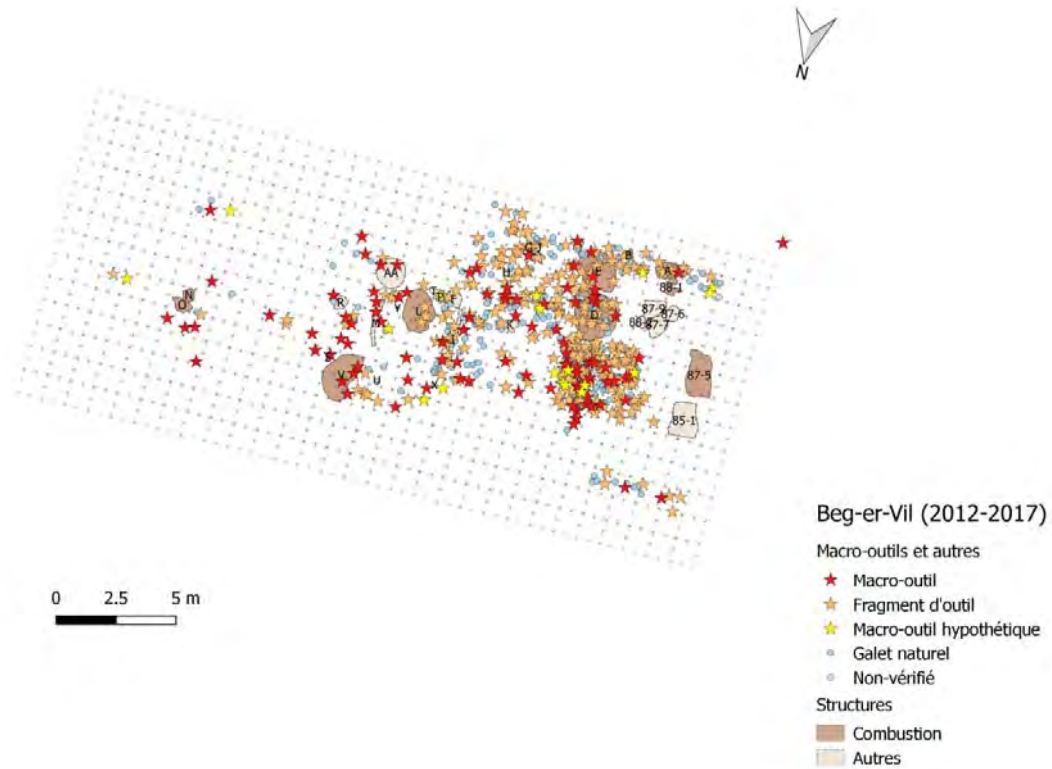 N
AA
G-J
B
H
E
A
88-1
N
O
R
T
P
F
Y
L
M
K
D
87-9
87-6
87-7
I
V
U
X
87-5
85-1
0 2.5 5 m
Beg-er-Vil (2012-2017)
Macro-outils et autres
Macro-outil
Fragment d'outil
Macro-outil hypothétique
Galet naturel
Non-vérifié
Structures
Combustion
Autres